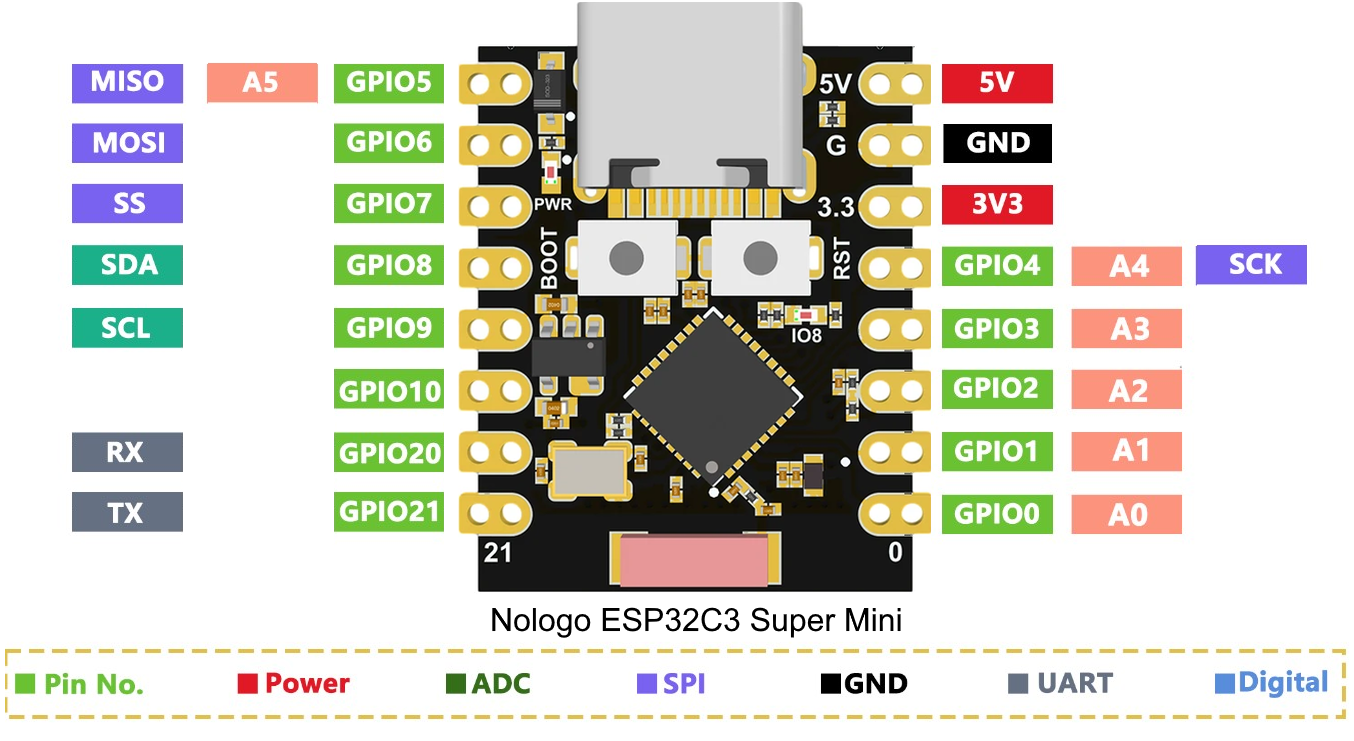 MISO A5 GPIO5 5V 5V
MOSI GPIO6 G GND
SS GPIO7 PWR 3.3 3V3
SDA GPIO8 BOOT RST GPIO4 A4 SCK
SCL GPIO9 IO8 GPIO3 A3
GPIO10 GPIO2 A2
RX GPIO20 GPIO1 A1
TX GPIO21 GPIO0 A0
21 0
Nologo ESP32C3 Super Mini
Pin No. Power ADC SPI GND UART Digital